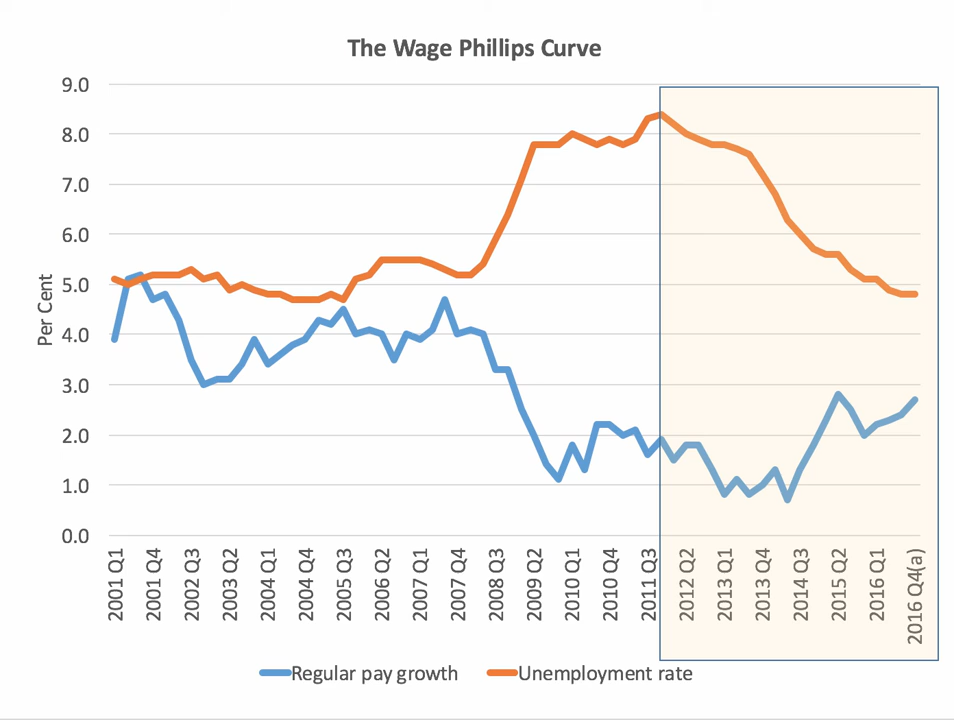 The Wage Phillips Curve
Per Cent
9.0
8.0
7.0
6.0
5.0
4.0
3.0
2.0
1.0
0.0
2001 Q1
2001 Q4
2002 Q3
2003 Q2
2004 Q1
2004 Q4
2005 Q3
2006 Q2
2007 Q1
2007 Q4
2008 Q3
2009 Q2
2010 Q1
2010 Q4
2011 Q3
2012 Q2
2013 Q1
2013 Q4
2014 Q3
2015 Q2
2016 Q1
2016 Q4(a)
Regular pay growth
Unemployment rate